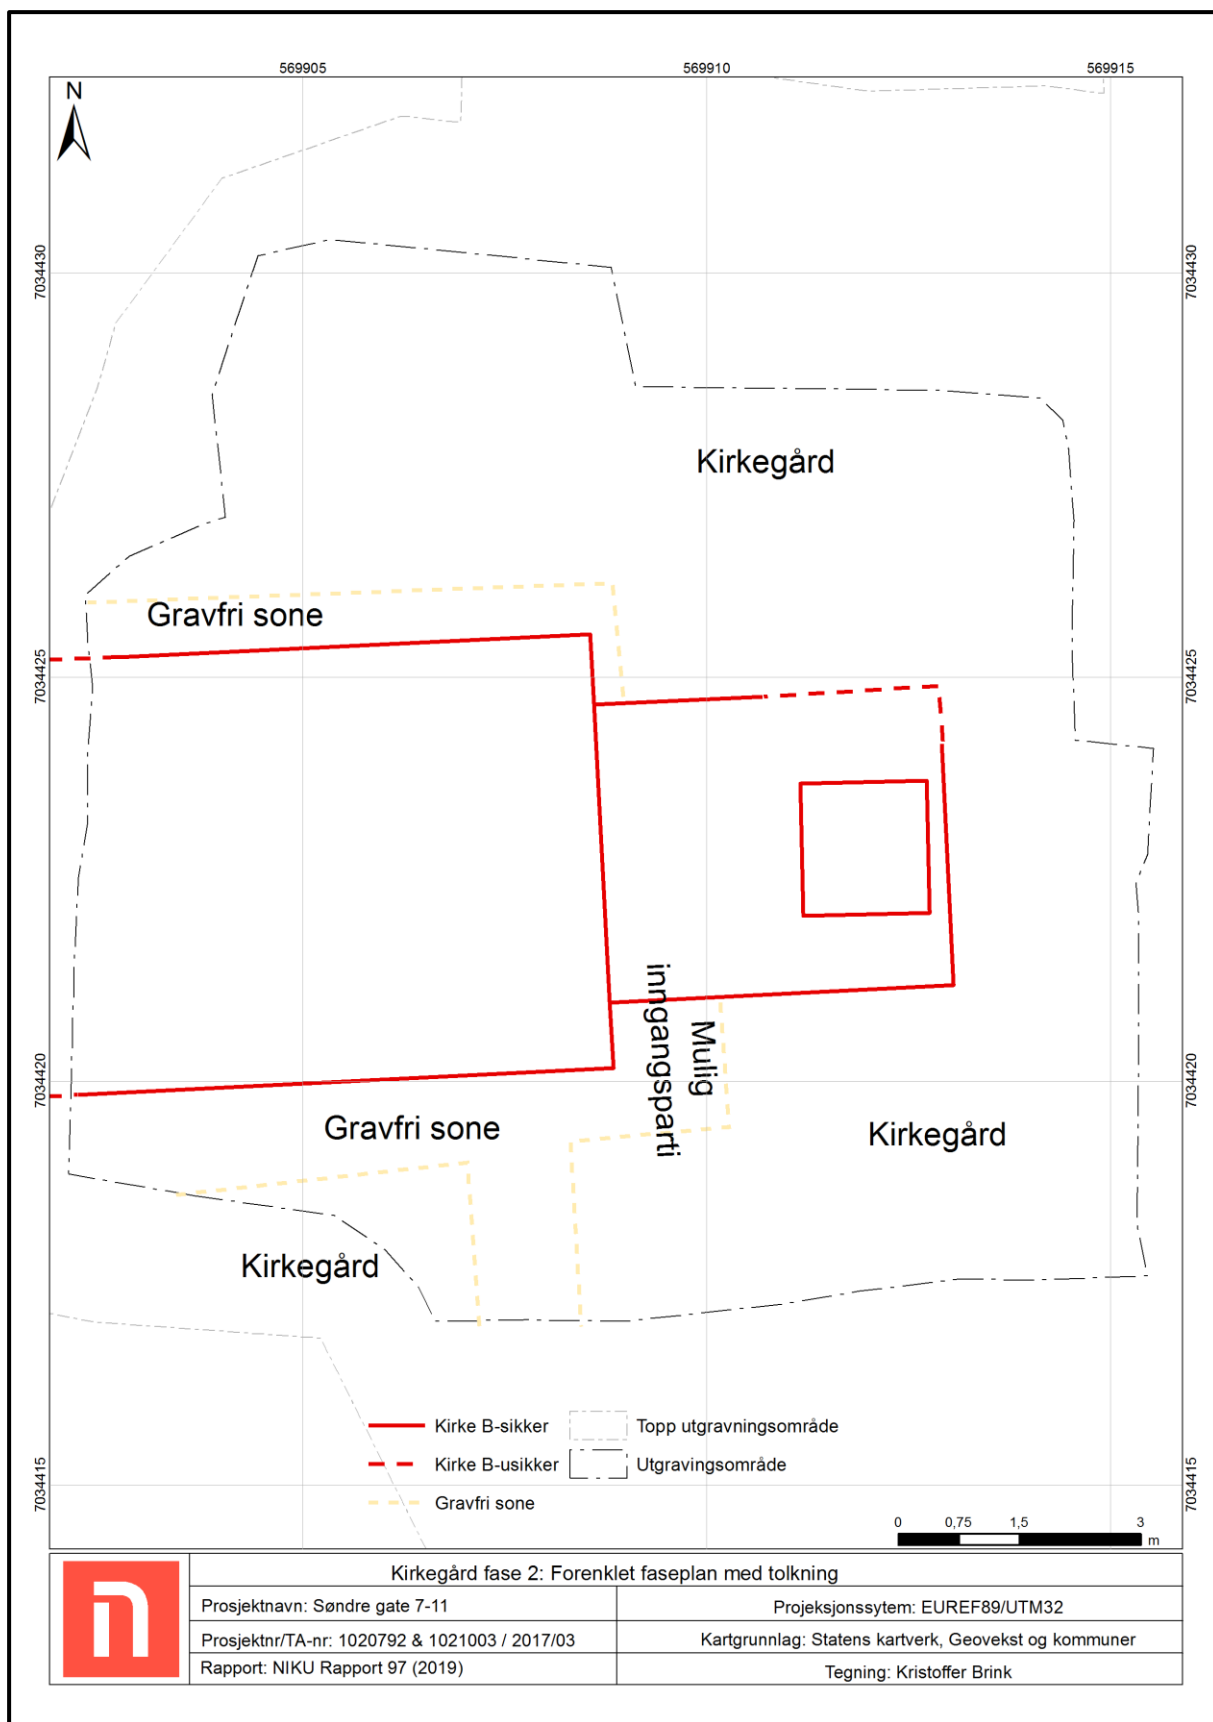 569905
569910
569915
N
7034430
7034430
Kirkegård
Gravfri sone
7034425
7034425
Mulig
inngangsparti
7034420
7034420
Gravfri sone
Kirkegård
Kirkegård
Kirke B-sikker
Topp utgravningsområde
Kirke B-usikker
Utgravingsområde
Gravfri sone
7034415
7034415
0 0,75 1,5 3
m
Kirkegård fase 2: Forenklet faseplan med tolkning
Prosjektnavn: Søndre gate 7-11
Projeksjonssytem: EUREF89/UTM32
Prosjektnr/TA-nr: 1020792 & 1021003 / 2017/03
Kartgrunnlag: Statens kartverk, Geovekst og kommuner
Rapport: NIKU Rapport 97 (2019)
Tegning: Kristoffer Brink